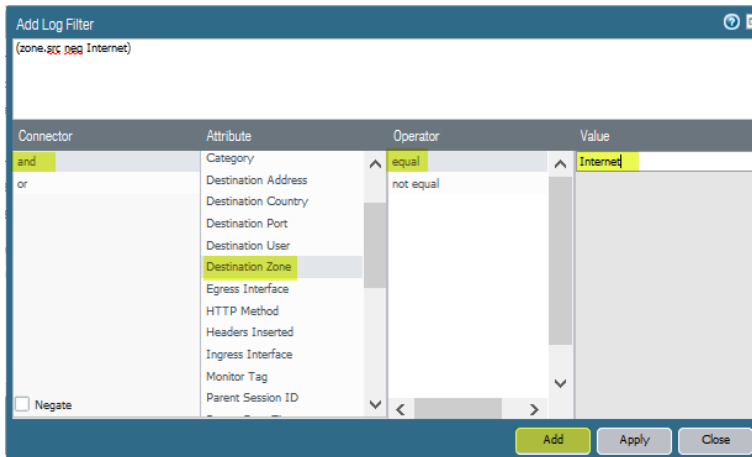 Add Log Filter
(zone.src neq Internet)
Connector Attribute Operator Value
and
or
Category
Destination Address
Destination Country
Destination Port
Destination User
Destination Zone
Egress Interface
HTTP Method
Headers Inserted
Ingress Interface
Monitor Tag
Parent Session ID
equal
not equal
Internet
Negate
Add Apply Close